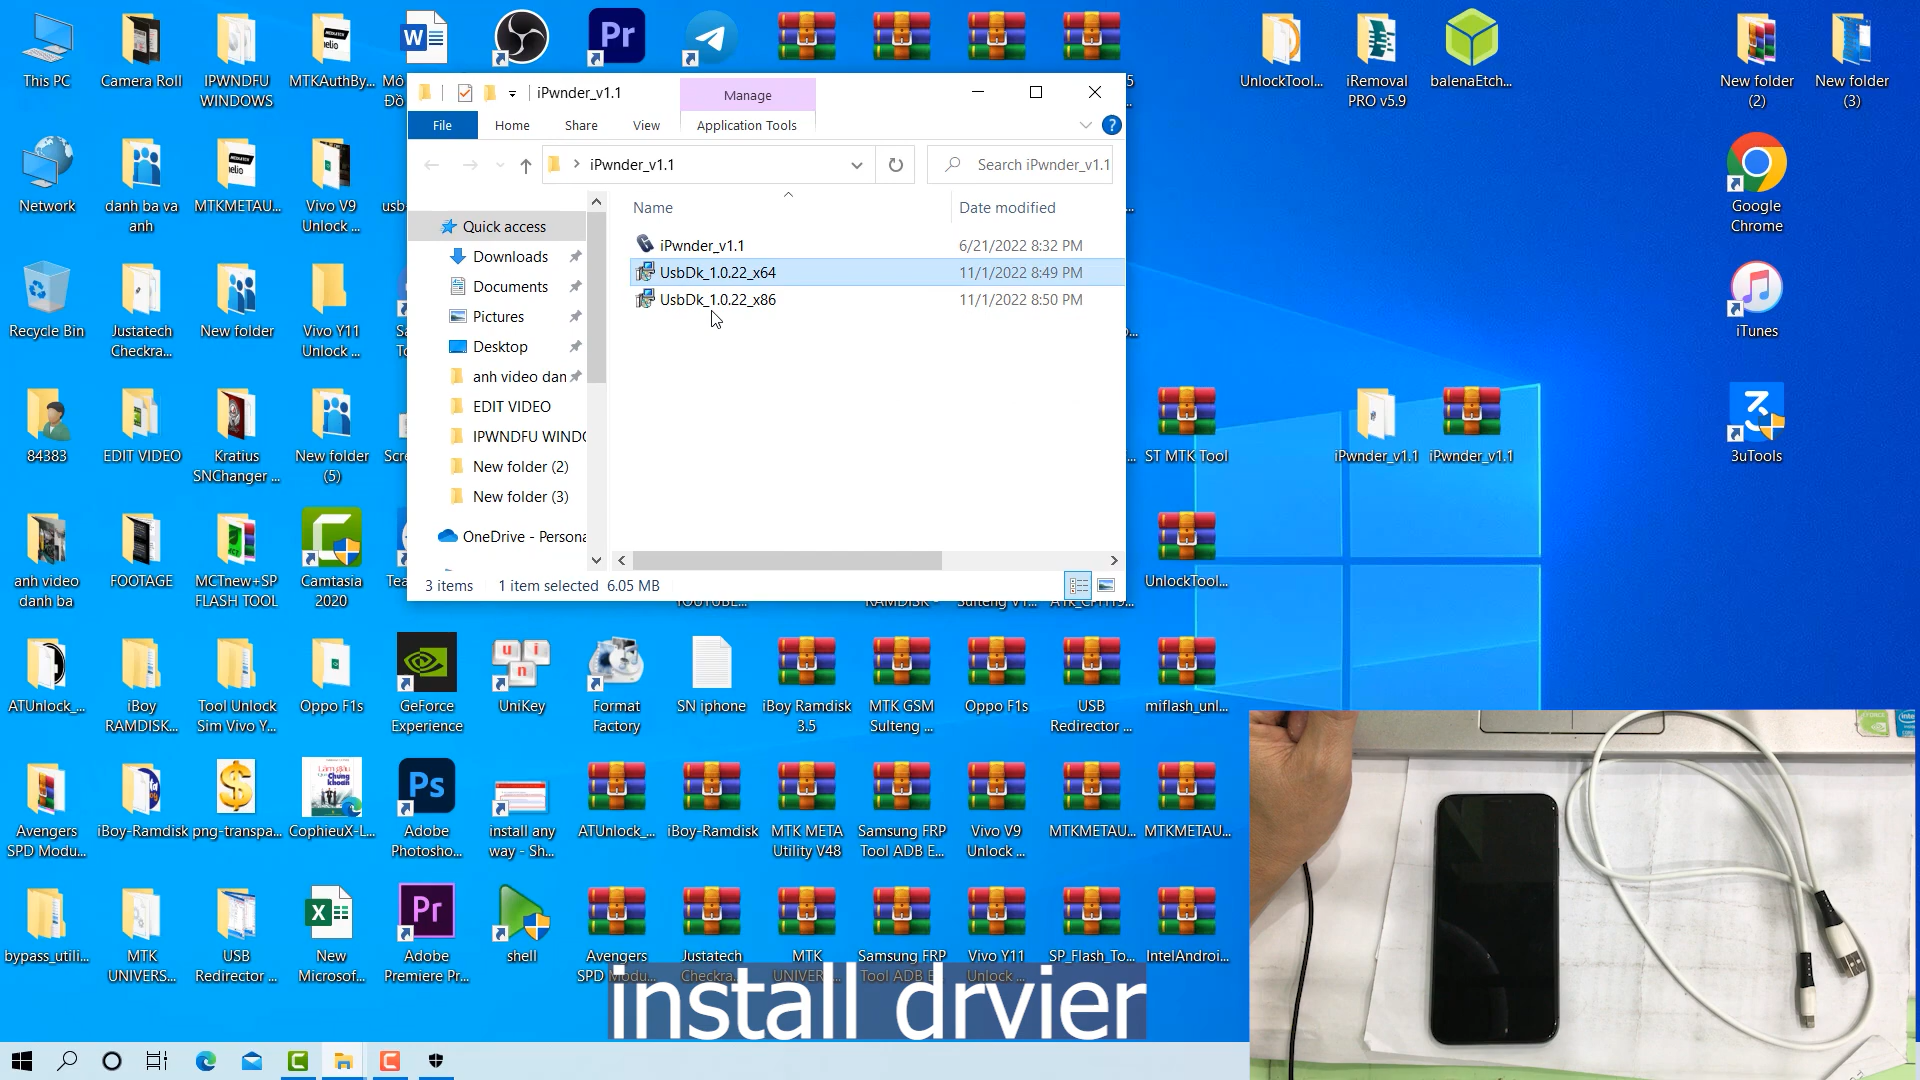 This PC
Camera Roll
IPWNDFU
WINDOWS
MTKAuthBy...
iPwnder_v1.1
Manage
File
Home
Share
View
Application Tools
iPwnder_v1.1
Search iPwnder_v1.1
Name
Date modified
Quick access
Downloads
Documents
Pictures
Desktop
anh video dan
EDIT VIDEO
IPWNDFU WIND
New folder (2)
New folder (3)
OneDrive - Persona
iPwnder_v1.1
6/21/2022 8:32 PM
UsbDk_1.0.22_x64
11/1/2022 8:49 PM
UsbDk_1.0.22_x86
11/1/2022 8:50 PM
3 items
1 item selected 6.05 MB
UnlockTool...
iRemoval
PRO v5.9
balenaEtch...
New folder
(2)
New folder
(3)
Network
danh ba va
anh
MTKMETAU...
Vivo V9
Unlock ...
Google
Chrome
Recycle Bin
Justatech
Checkra...
New folder
Vivo Y11
Unlock ...
iTunes
84383
EDIT VIDEO
Kratius
SNChanger ...
New folder
(5)
ST MTK Tool
iPwnder_v1.1
iPwnder_v1.1
3uTools
anh video
danh ba
FOOTAGE
MCTnew+SP
FLASH TOOL
Camtasia
2020
UnlockTool...
ATUnlock_...
iBoy
RAMDISK...
Tool Unlock
Sim Vivo Y...
Oppo F1s
GeForce
Experience
UniKey
Format
Factory
SN iphone
iBoy Ramdisk
3.5
MTK GSM
Sulteng ...
Oppo F1s
USB
Redirector ...
miflash_unl...
Avengers
SPD Modu...
iBoy-Ramdisk
png-transpa...
CophieuX-L...
Adobe
Photosho...
install any
way - Sh...
ATUnlock_...
iBoy-Ramdisk
MTK META
Utility V48
Samsung FRP
Tool ADB E...
Vivo V9
Unlock ...
MTKMETAU...
MTKMETAU...
bypass_utili...
MTK
UNIVERS...
USB
Redirector ...
New
Microsof...
Adobe
Premiere Pr...
shell
Avengers
SPD Modu...
Justatech
Checkra...
MTK
UNIVER...
Samsung FRP
Tool ADB E...
Vivo Y11
Unlock ...
SP_Flash_To...
IntelAndroi...
install drvier